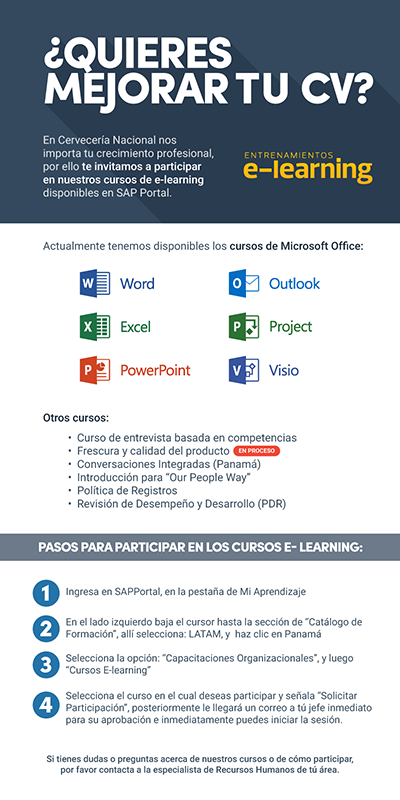 ¿QUIERES
MEJORAR TU CV?
En Cervecería Nacional nos
importa tu crecimiento profesional,
por ello te invitamos a participar
en nuestros cursos de e-learning
disponibles en SAP Portal.
ENTRENAMIENTOS
e-learning
Actualmente tenemos disponibles los cursos de Microsoft Office:
W Word
O Outlook
X Excel
P Project
P PowerPoint
V Visio
Otros cursos:
• Curso de entrevista basada en competencias
• Frescura y calidad del producto EN PROCESO
• Conversaciones Integradas (Panamá)
• Introducción para “Our People Way”
• Política de Registros
• Revisión de Desempeño y Desarrollo (PDR)
PASOS PARA PARTICIPAR EN LOS CURSOS E- LEARNING:
1 Ingresa en SAPPortal, en la pestaña de Mi Aprendizaje
2 En el lado izquierdo baja el cursor hasta la sección de “Catálogo de
Formación”, allí selecciona: LATAM, y haz clic en Panamá
3 Selecciona la opción: “Capacitaciones Organizacionales”, y luego
“Cursos E-learning”
4 Selecciona el curso en el cual deseas participar y señala “Solicitar
Participación”, posteriormente le llegará un correo a tú jefe inmediato
para su aprobación e inmediatamente puedes iniciar la sesión.
Si tienes dudas o preguntas acerca de nuestros cursos o de cómo participar,
por favor contacta a la especialista de Recursos Humanos de tú área.